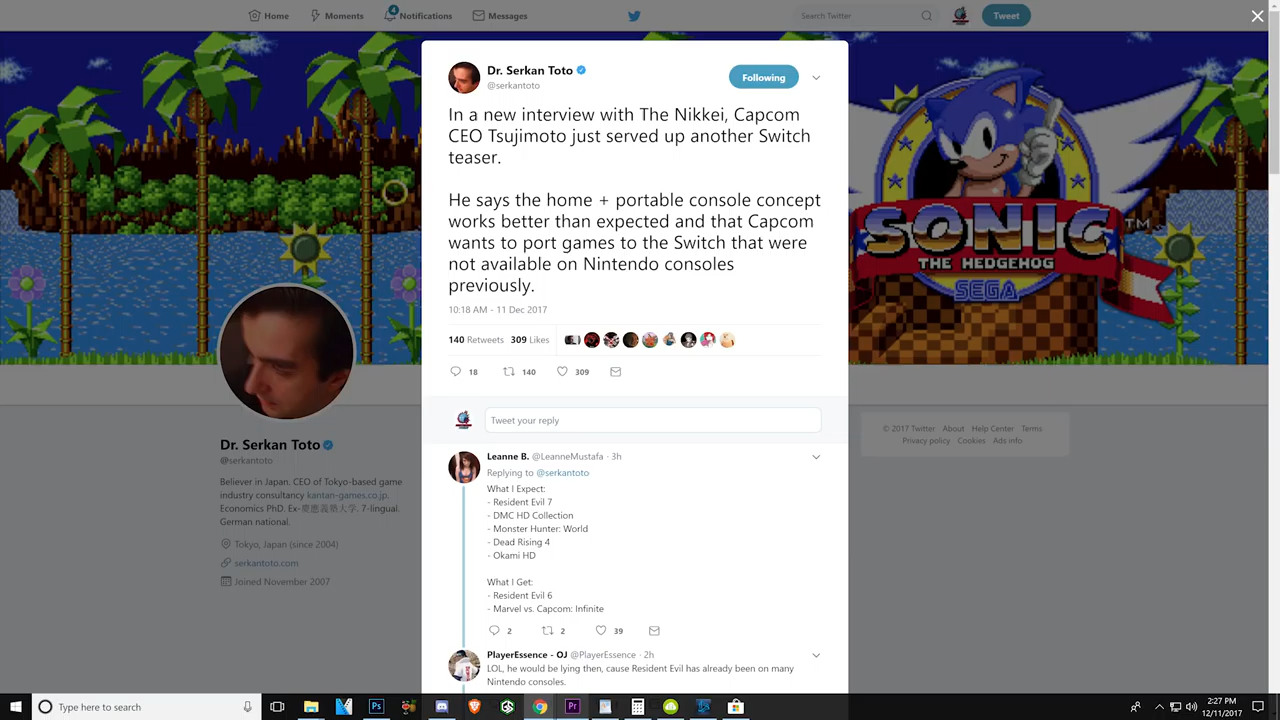 Home
Moments
4
Notifications
Messages
Search Twitter
Tweet
Dr. Serkan Toto
@serkantoto
Following
In a new interview with The Nikkei, Capcom
CEO Tsujimoto just served up another Switch
teaser.
He says the home + portable console concept
works better than expected and that Capcom
wants to port games to the Switch that were
not available on Nintendo consoles
previously.
10:18 AM - 11 Dec 2017
140 Retweets 309 Likes
18
140
309
Tweet your reply
Leanne B. @LeanneMustafa · 3h
Replying to @serkantoto
What I Expect:
- Resident Evil 7
- DMC HD Collection
- Monster Hunter: World
- Dead Rising 4
- Okami HD
What I Get:
- Resident Evil 6
- Marvel vs. Capcom: Infinite
2
2
39
PlayerEssence - OJ @PlayerEssence · 2h
LOL, he would be lying then, cause Resident Evil has already been on many
Nintendo consoles.
Dr. Serkan Toto
@serkantoto
Believer in Japan. CEO of Tokyo-based game
industry consultancy kantan-games.co.jp.
Economics PhD. Ex-慶應義塾大学. 7-lingual.
German national.
Tokyo, Japan (since 2004)
serkantoto.com
Joined November 2007
SONIC
TM
THE HEDGEHOG
SEGA
© 2017 Twitter About Help Center Terms
Privacy policy Cookies Ads info
Type here to search
Ps
Pr
2:27 PM
12/11/2017